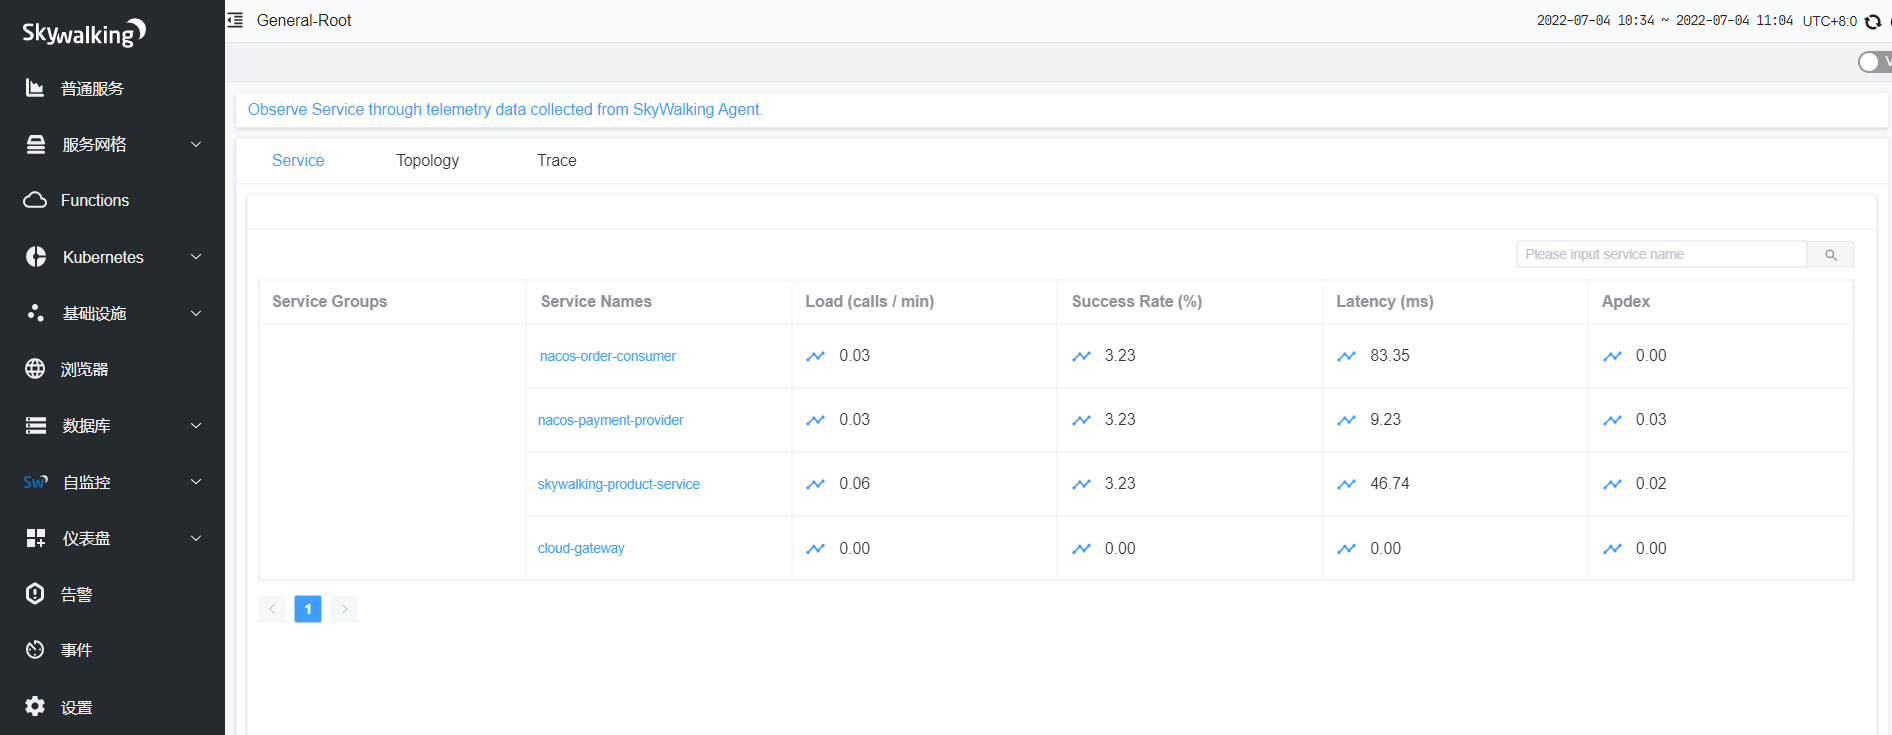 Skywalking
普通服务
服务网格
Functions
Kubernetes
基础设施
浏览器
数据库
Sw 自监控
仪表盘
告警
事件
设置
General-Root
2022-07-04 10:34 ~ 2022-07-04 11:04 UTC+8:0
V
Observe Service through telemetry data collected from SkyWalking Agent.
Service Topology Trace
Please input service name
Service Groups Service Names Load (calls / min) Success Rate (%) Latency (ms) Apdex
nacos-order-consumer 0.03 3.23 83.35 0.00
nacos-payment-provider 0.03 3.23 9.23 0.03
skywalking-product-service 0.06 3.23 46.74 0.02
cloud-gateway 0.00 0.00 0.00 0.00
1